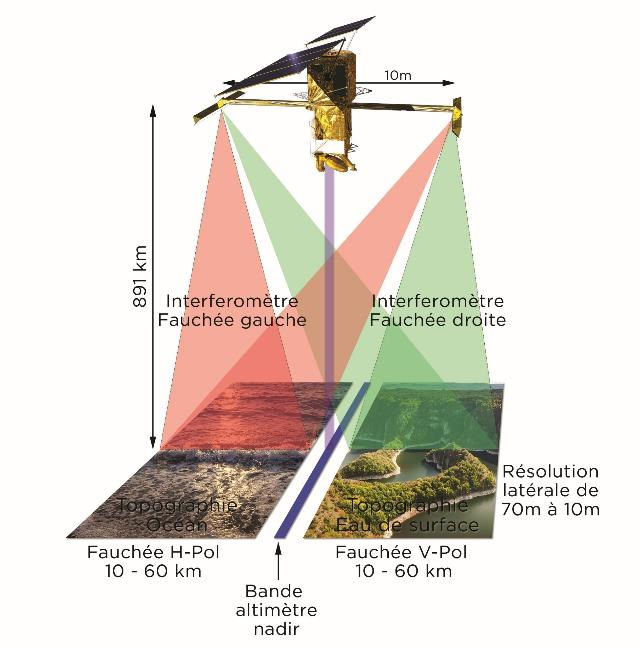 10m
891 km
Interferomètre
Fauchée gauche
Interferomètre
Fauchée droite
Topographie
Océan
Topographie
Eau de surface
Résolution
latérale de
70m à 10m
Fauchée H-Pol
10 - 60 km
Fauchée V-Pol
10 - 60 km
Bande
altimètre
nadir